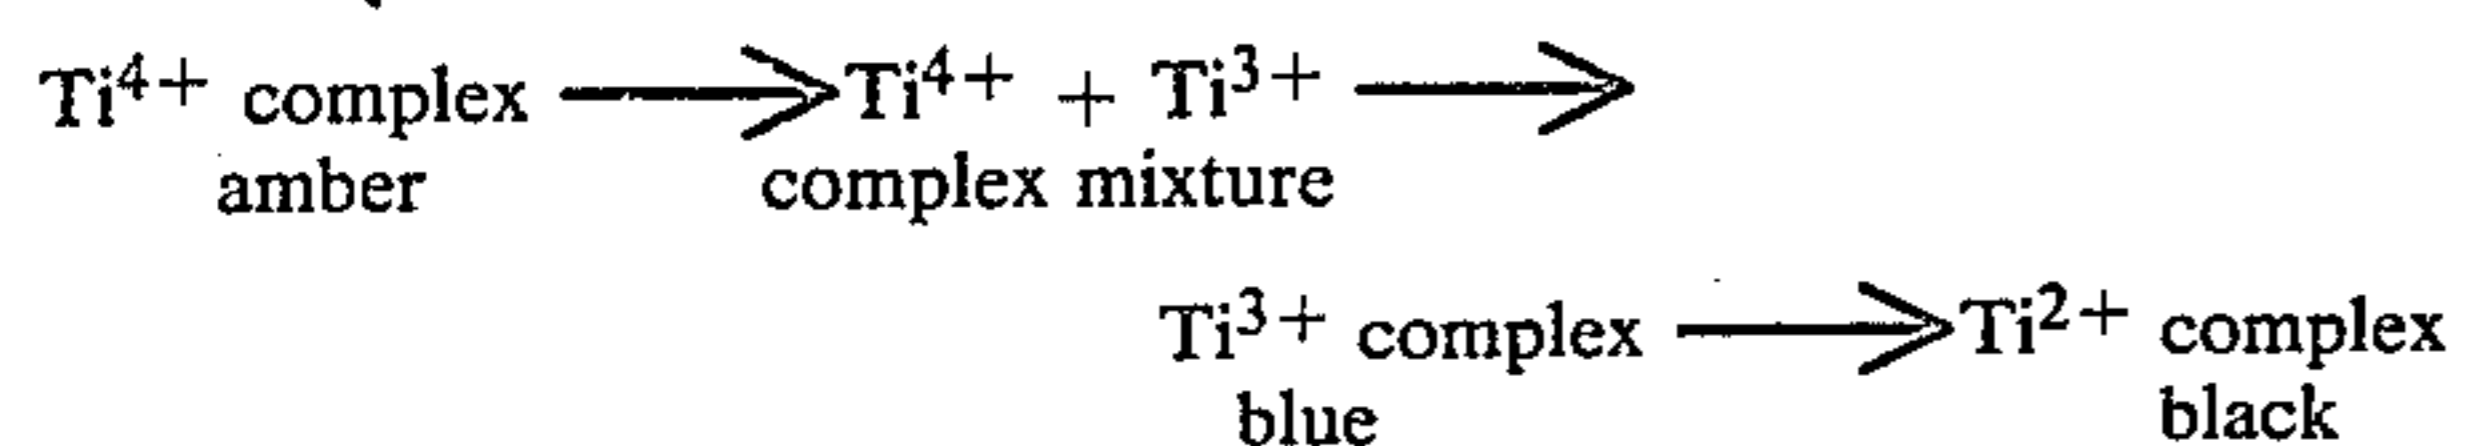 Ti4+ complex ⟶ Ti4+ + Ti3+ ⟶
amber complex mixture
Ti3+ complex ⟶ Ti2+ complex
blue black